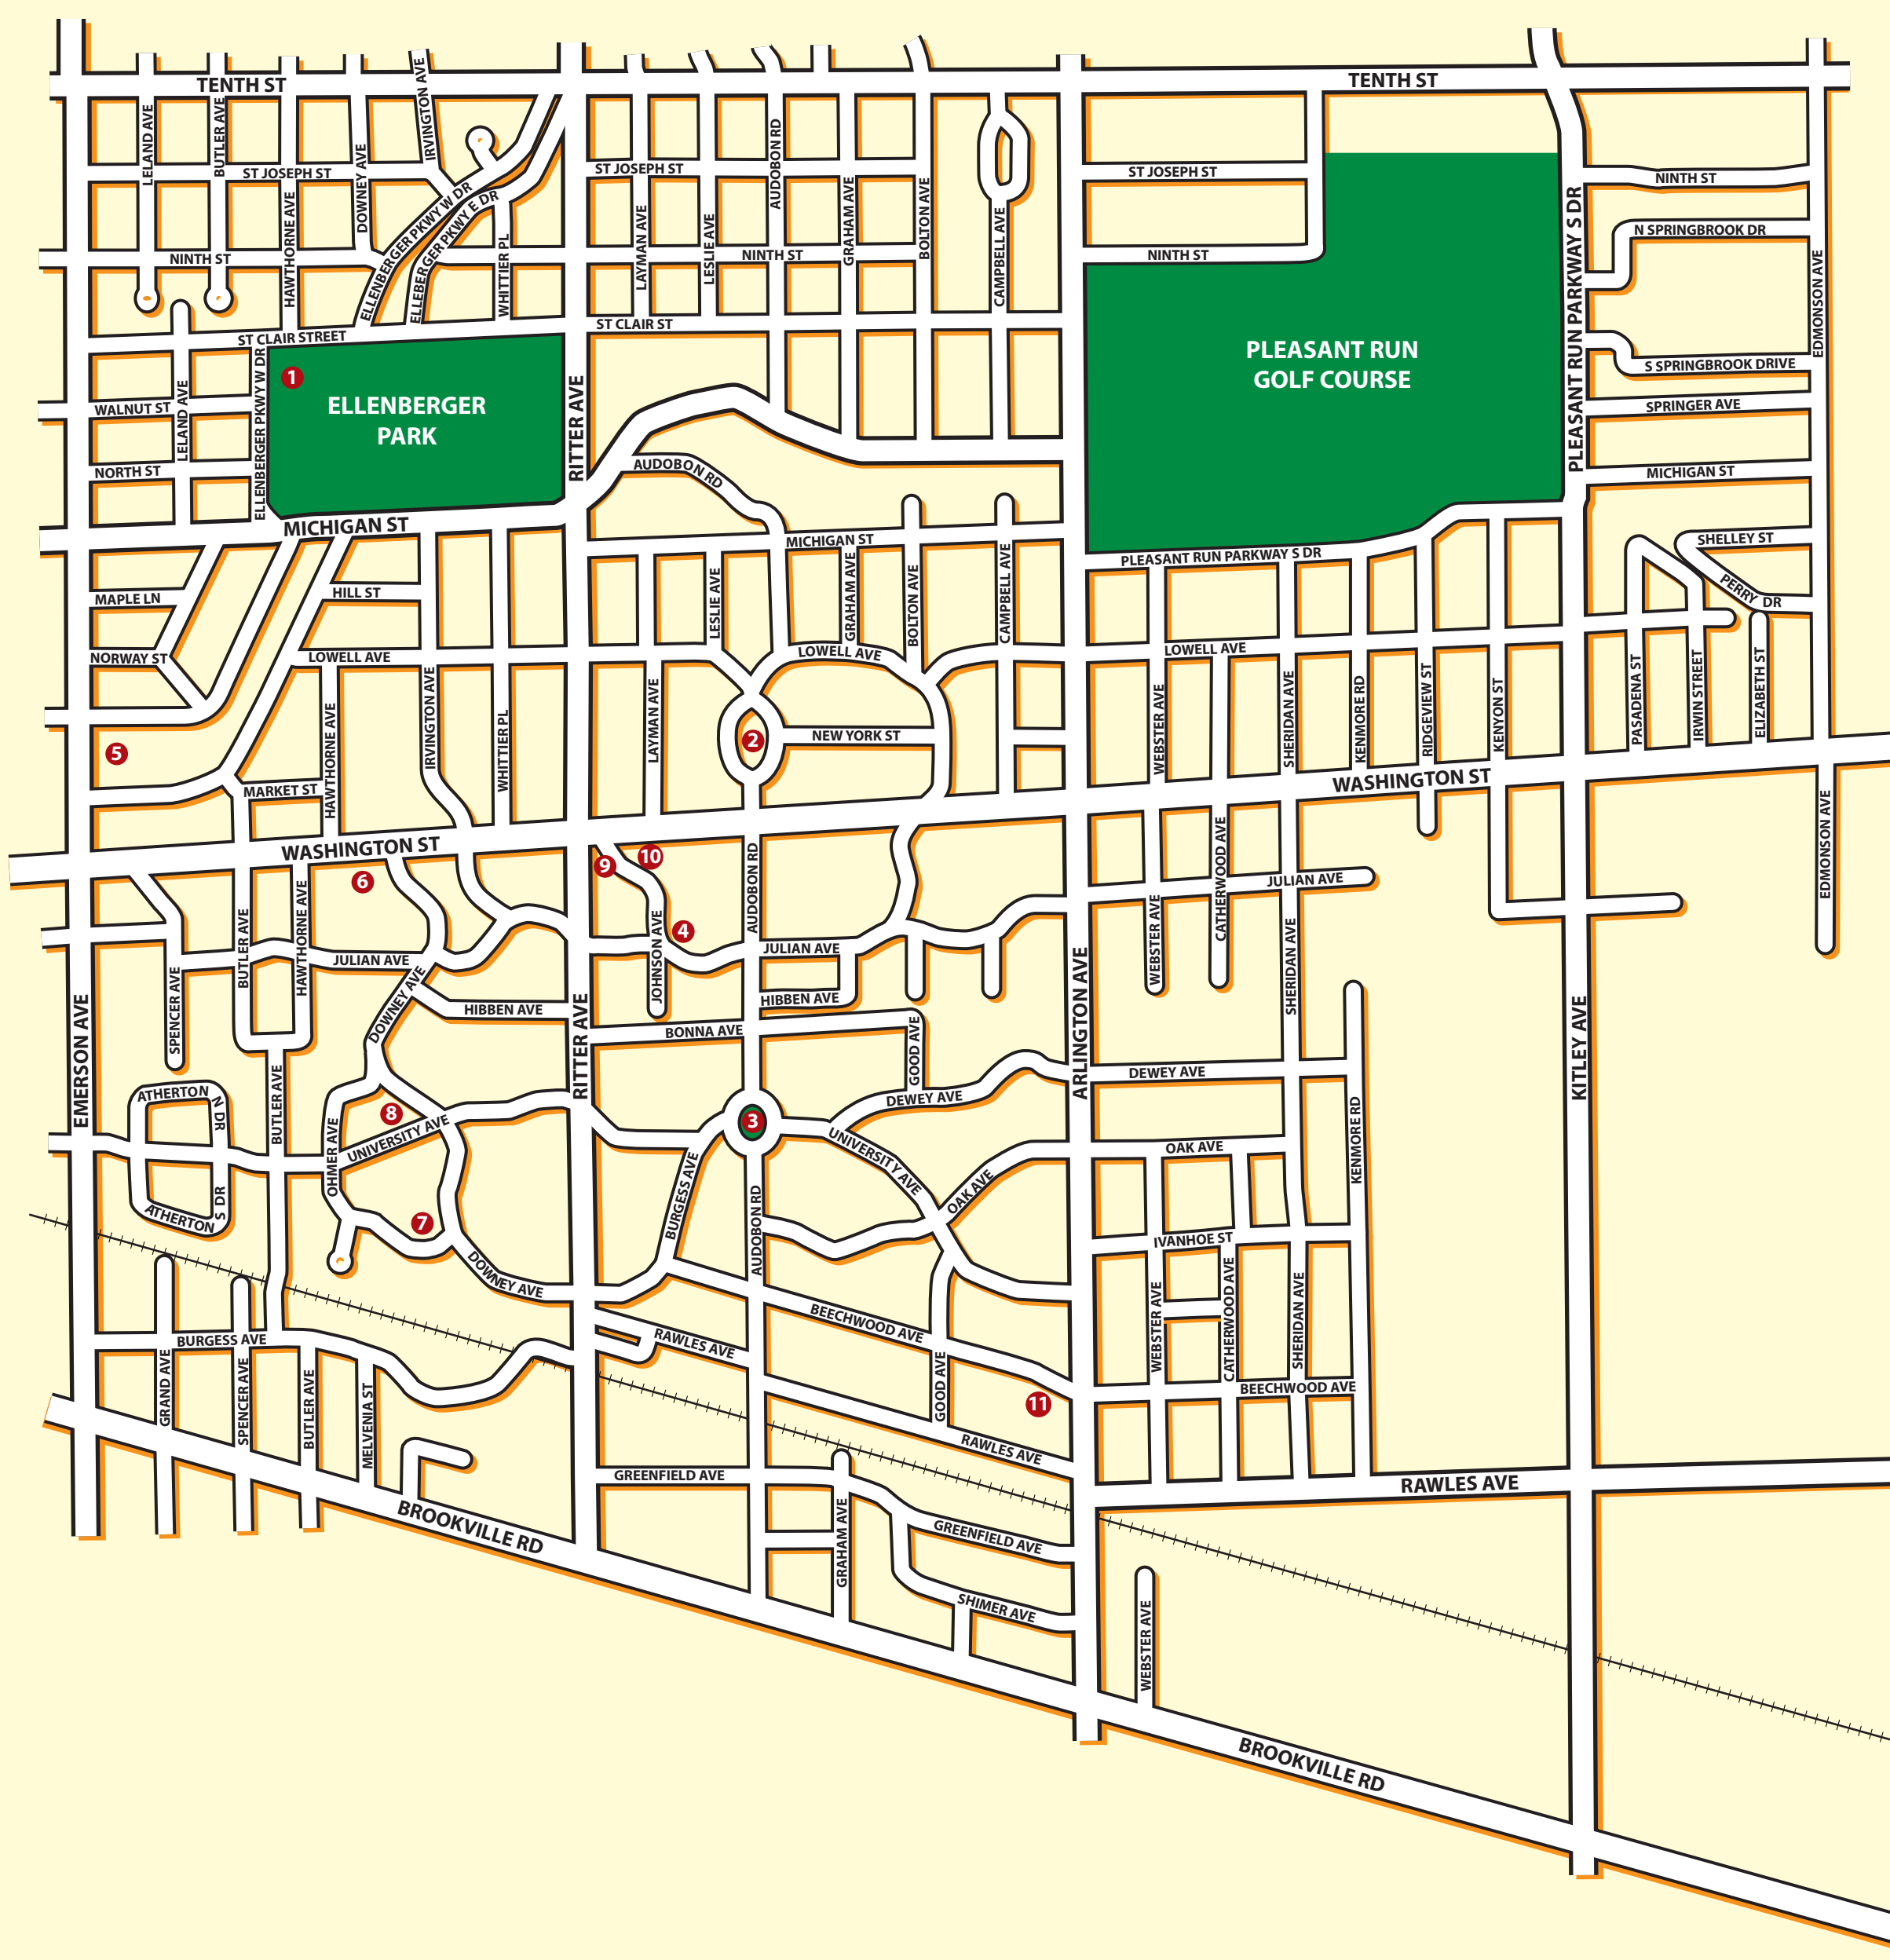 TENTH ST
TENTH ST
LELAND AVE
BUTLER AVE
IRVINGTON AVE
DOWNEY AVE
AUDOBON RD
ST JOSEPH ST
ST JOSEPH ST
ST JOSEPH ST
NINTH ST
HAWTHORNE AVE
ELLENBERGER PKWY W DR
ELLEBERGER PKWY E DR
WHITTIER PL
LAYMAN AVE
LESLIE AVE
GRAHAM AVE
BOLTON AVE
CAMPBELL AVE
PLEASANT RUN PARKWAY S DR
N SPRINGBROOK DR
NINTH ST
NINTH ST
NINTH ST
EDMONSON AVE
ST CLAIR STREET
ST CLAIR ST
PLEASANT RUN
GOLF COURSE
S SPRINGBROOK DRIVE
1
ELLENBERGER
PARK
WALNUT ST
LELAND AVE
ELLENBERGER PKWY W DR
RITTER AVE
SPRINGER AVE
NORTH ST
AUDOBON RD
MICHIGAN ST
MICHIGAN ST
MICHIGAN ST
SHELLEY ST
PLEASANT RUN PARKWAY S DR
MAPLE LN
HILL ST
LESLIE AVE
GRAHAM AVE
BOLTON AVE
CAMPBELL AVE
PERRY DR
NORWAY ST
LOWELL AVE
LOWELL AVE
LOWELL AVE
HAWTHORNE AVE
IRVINGTON AVE
WHITTIER PL
LAYMAN AVE
WEBSTER AVE
SHERIDAN AVE
KENMORE RD
RIDGEVIEW ST
KENYON ST
PASADENA ST
IRWIN STREET
ELIZABETH ST
5
2
NEW YORK ST
MARKET ST
WASHINGTON ST
WASHINGTON ST
EDMONSON AVE
9
10
6
AUDOBON RD
CATHERWOOD AVE
JULIAN AVE
BUTLER AVE
HAWTHORNE AVE
4
JOHNSON AVE
WEBSTER AVE
SHERIDAN AVE
JULIAN AVE
JULIAN AVE
SPENCER AVE
DOWNEY AVE
HIBBEN AVE
HIBBEN AVE
EMERSON AVE
RITTER AVE
BONNA AVE
GOOD AVE
ARLINGTON AVE
KITLEY AVE
DEWEY AVE
DEWEY AVE
ATHERTON
N DR
BUTLER AVE
8
3
KENMORE RD
OHMER AVE
UNIVERSITY AVE
UNIVERSITY AVE
OAK AVE
OAK AVE
BURGESS AVE
ATHERTON
S DR
7
AUDOBON RD
IVANHOE ST
DOWNEY AVE
WEBSTER AVE
CATHERWOOD AVE
SHERIDAN AVE
BEECHWOOD AVE
BURGESS AVE
RAWLES AVE
GRAND AVE
SPENCER AVE
BUTLER AVE
MELVENIA ST
GOOD AVE
11
BEECHWOOD AVE
RAWLES AVE
RAWLES AVE
GREENFIELD AVE
BROOKVILLE RD
GRAHAM AVE
GREENFIELD AVE
SHIMER AVE
WEBSTER AVE
BROOKVILLE RD